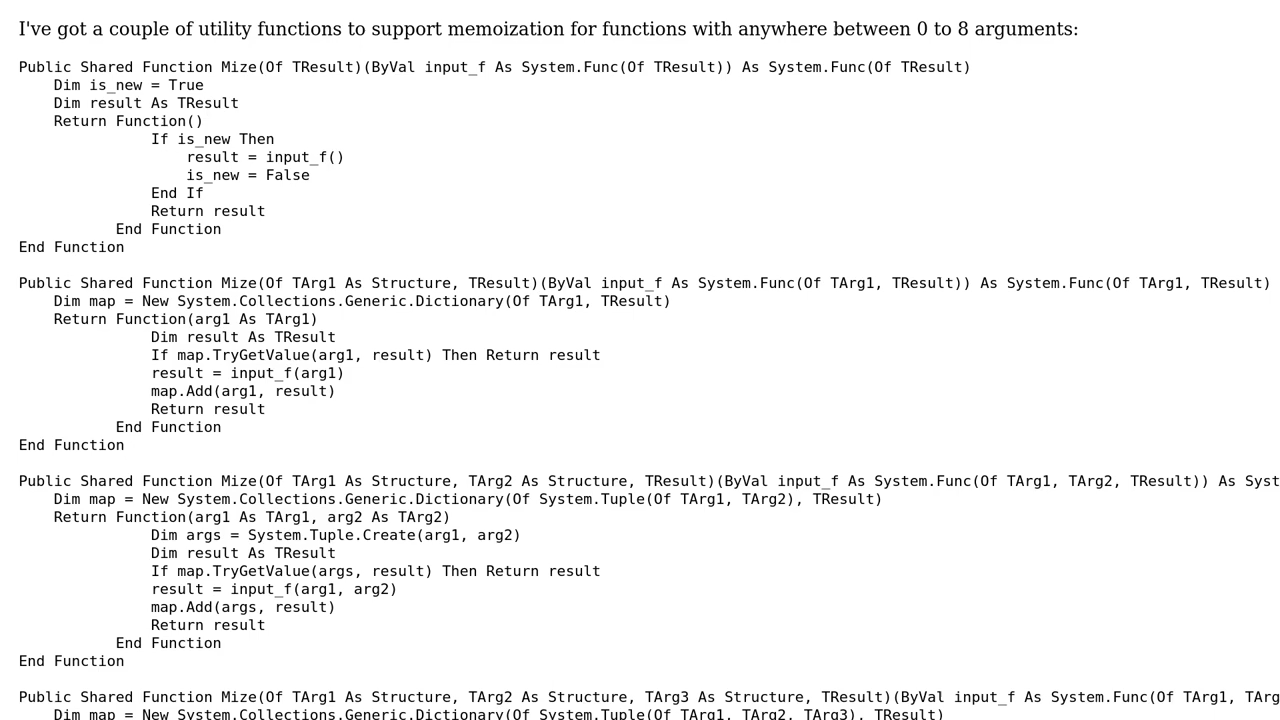 I've got a couple of utility functions to support memoization for functions with anywhere between 0 to 8 arguments:
Public Shared Function Mize(Of TResult)(ByVal input_f As System.Func(Of TResult)) As System.Func(Of TResult)
    Dim is_new = True
    Dim result As TResult
    Return Function()
               If is_new Then
                   result = input_f()
                   is_new = False
               End If
               Return result
           End Function
End Function

Public Shared Function Mize(Of TArg1 As Structure, TResult)(ByVal input_f As System.Func(Of TArg1, TResult)) As System.Func(Of TArg1, TResult)
    Dim map = New System.Collections.Generic.Dictionary(Of TArg1, TResult)
    Return Function(arg1 As TArg1)
               Dim result As TResult
               If map.TryGetValue(arg1, result) Then Return result
               result = input_f(arg1)
               map.Add(arg1, result)
               Return result
           End Function
End Function

Public Shared Function Mize(Of TArg1 As Structure, TArg2 As Structure, TResult)(ByVal input_f As System.Func(Of TArg1, TArg2, TResult)) As Syst
    Dim map = New System.Collections.Generic.Dictionary(Of System.Tuple(Of TArg1, TArg2), TResult)
    Return Function(arg1 As TArg1, arg2 As TArg2)
               Dim args = System.Tuple.Create(arg1, arg2)
               Dim result As TResult
               If map.TryGetValue(args, result) Then Return result
               result = input_f(arg1, arg2)
               map.Add(args, result)
               Return result
           End Function
End Function

Public Shared Function Mize(Of TArg1 As Structure, TArg2 As Structure, TArg3 As Structure, TResult)(ByVal input_f As System.Func(Of TArg1, TArg
    Dim map = New System.Collections.Generic.Dictionary(Of System.Tuple(Of TArg1, TArg2, TArg3), TResult)